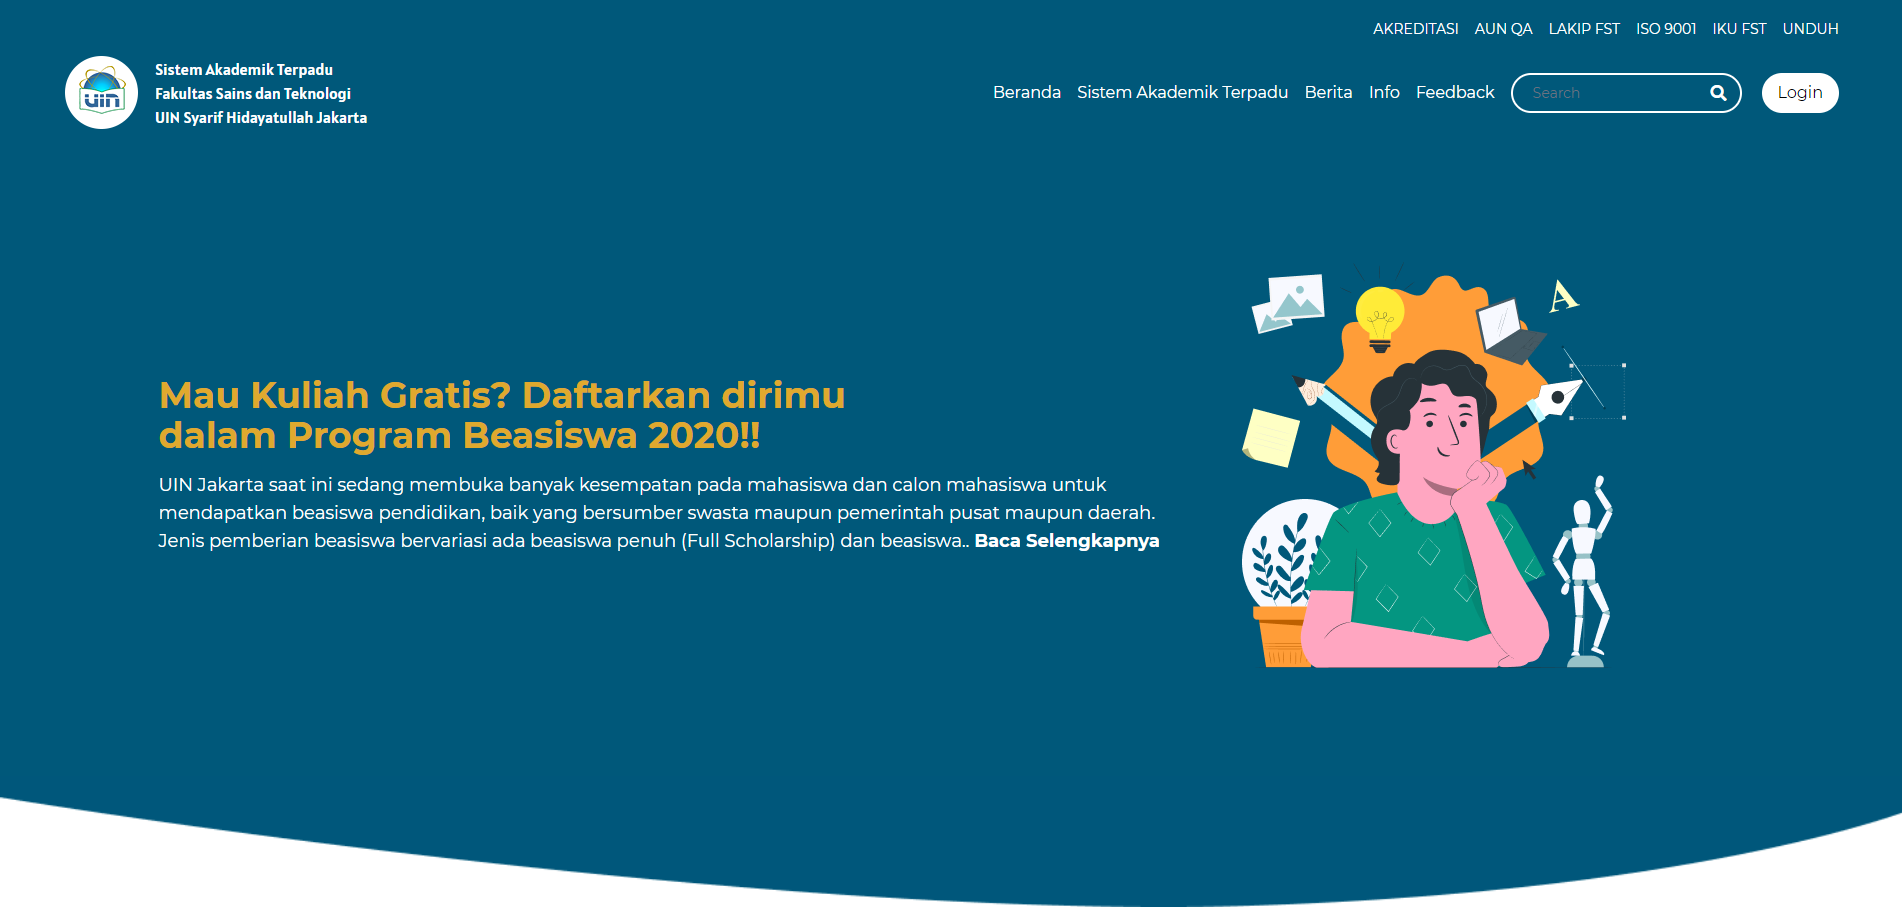 AKREDITASI AUN QA LAKIP FST ISO 9001 IKU FST UNDUH
uin
Sistem Akademik Terpadu
Fakultas Sains dan Teknologi
UIN Syarif Hidayatullah Jakarta
Beranda Sistem Akademik Terpadu Berita Info Feedback Search Login
A
Mau Kuliah Gratis? Daftarkan dirimu
dalam Program Beasiswa 2020!!
UIN Jakarta saat ini sedang membuka banyak kesempatan pada mahasiswa dan calon mahasiswa untuk
mendapatkan beasiswa pendidikan, baik yang bersumber swasta maupun pemerintah pusat maupun daerah.
Jenis pemberian beasiswa bervariasi ada beasiswa penuh (Full Scholarship) dan beasiswa.. Baca Selengkapnya